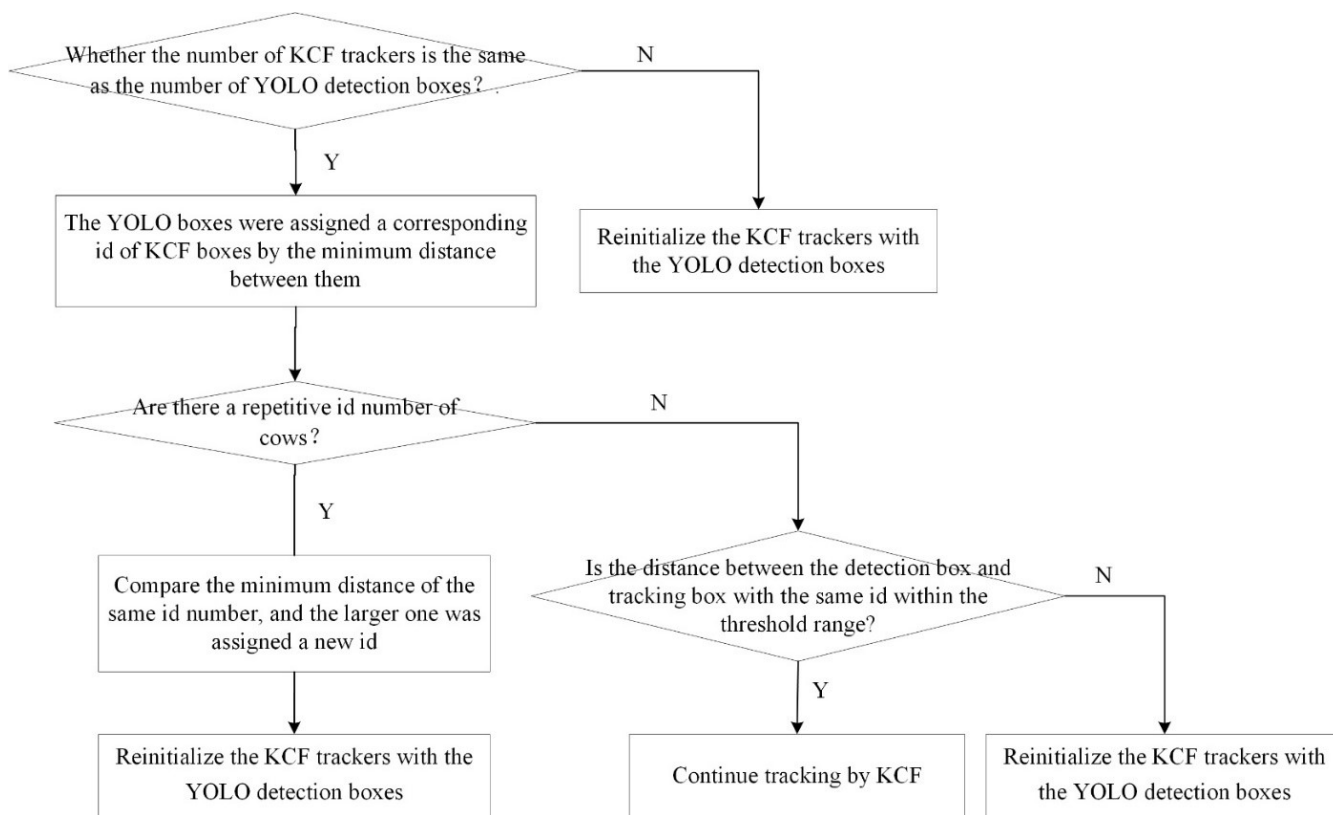 Whether the number of KCF trackers is the same
as the number of YOLO detection boxes?
N
Y
The YOLO boxes were assigned a corresponding
id of KCF boxes by the minimum distance
between them
Reinitialize the KCF trackers with
the YOLO detection boxes
Are there a repetitive id number of
cows?
N
Y
Compare the minimum distance of the
same id number, and the larger one was
assigned a new id
Is the distance between the detection box and
tracking box with the same id within the
threshold range?
N
Y
Reinitialize the KCF trackers with the
YOLO detection boxes
Continue tracking by KCF
Reinitialize the KCF trackers with
the YOLO detection boxes